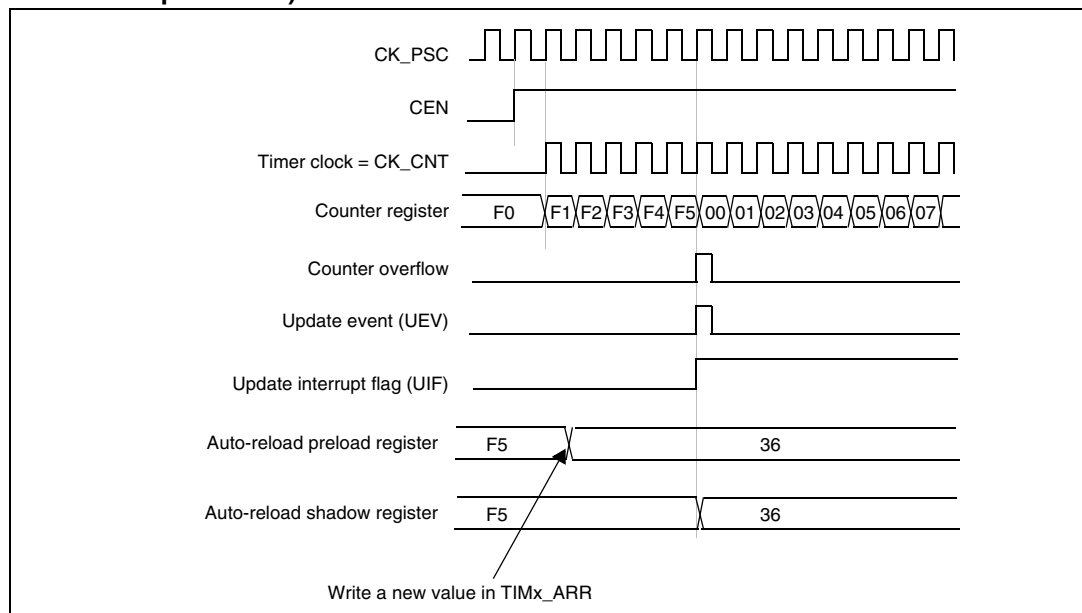 CK_PSC
CEN
Timer clock = CK_CNT
Counter register F0 F1 F2 F3 F4 F5 00 01 02 03 04 05 06 07
Counter overflow
Update event (UEV)
Update interrupt flag (UIF)
Auto-reload preload register F5 36
Auto-reload shadow register F5 36
Write a new value in TIMx_ARR